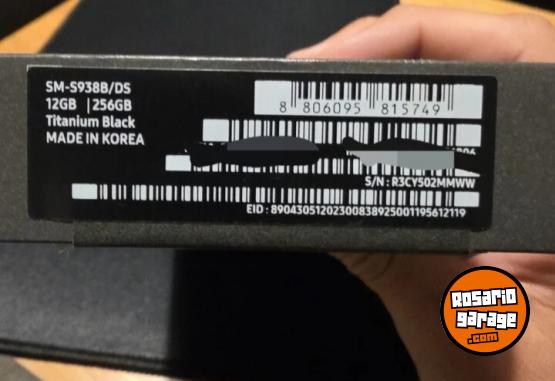 SM-S938B/DS
12GB | 256GB
Titanium Black
MADE IN KOREA
8 806095 815749
S/N : R3CY502MMWW
EID : 89043051202300838925001195612119
Rosario
garage
.com